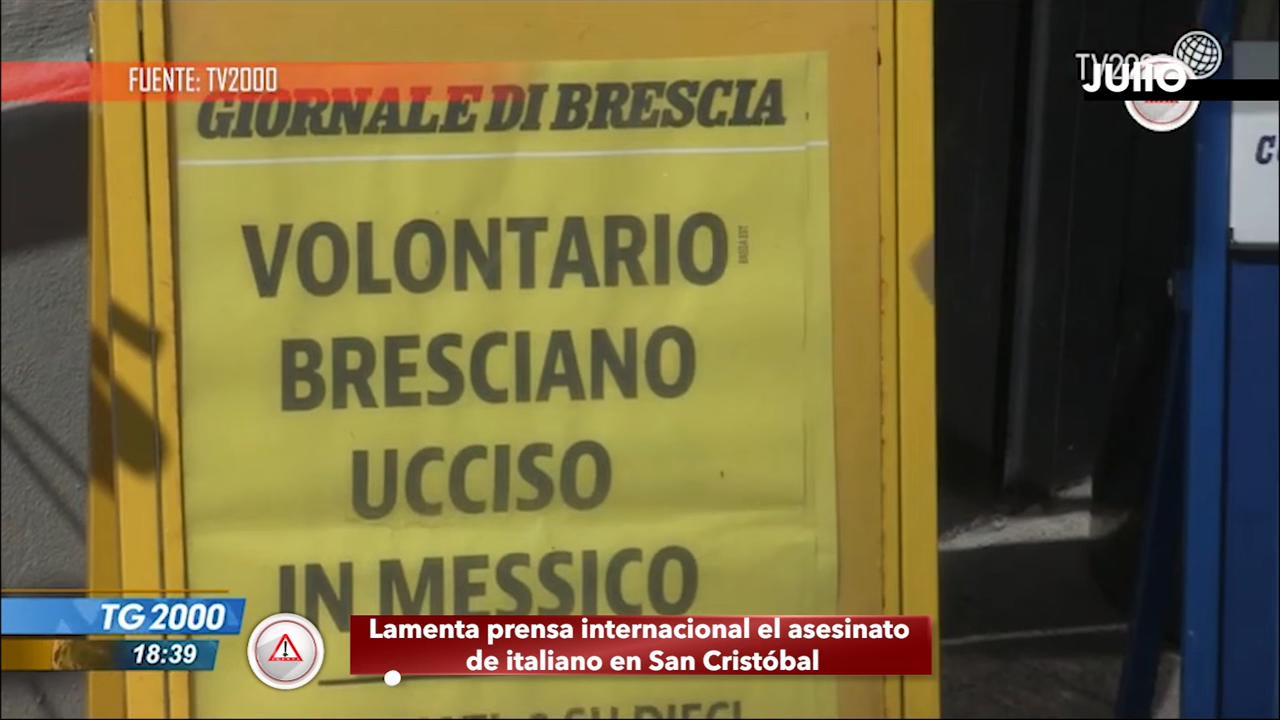 FUENTE: TV2000
JULIO
GIORNALE DI BRESCIA
VOLONTARIO
BRESCIANO
UCCISO
IN MESSICO
TG 2000
18:39
Lamenta prensa internacional el asesinato
de italiano en San Cristóbal